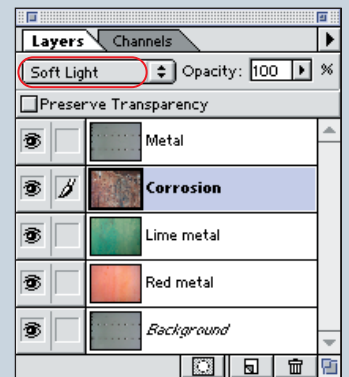 Layers Channels
Soft Light Opacity: 100 %
Preserve Transparency
Metal
Corrosion
Lime metal
Red metal
Background